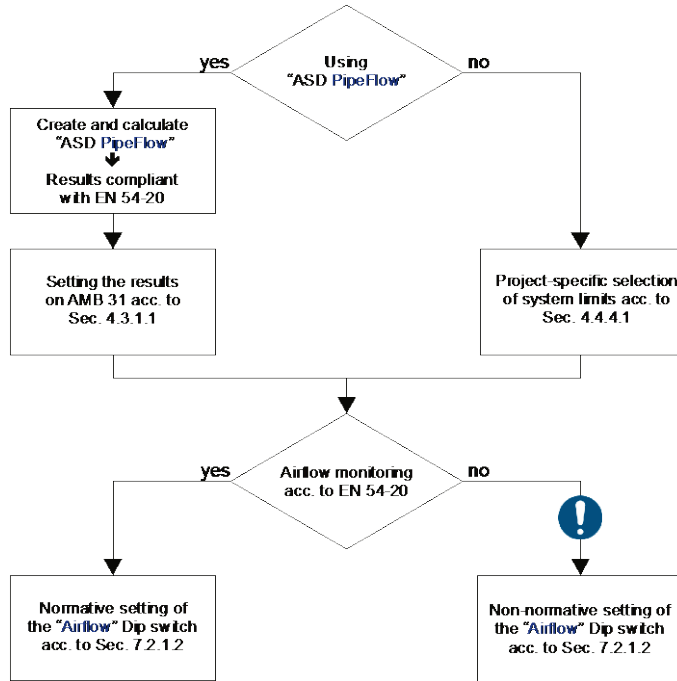 Using
"ASD PipeFlow"
yes
no
Create and calculate
"ASD PipeFlow"
Results compliant
with EN 54-20
Setting the results
on AMB 31 acc. to
Sec. 4.3.1.1
Project-specific selection
of system limits acc. to
Sec. 4.4.4.1
Airflow monitoring
acc. to EN 54-20
yes
no
Normative setting of
the "Airflow" Dip switch
acc. to Sec. 7.2.1.2
Non-normative setting of
the "Airflow" Dip switch
acc. to Sec. 7.2.1.2